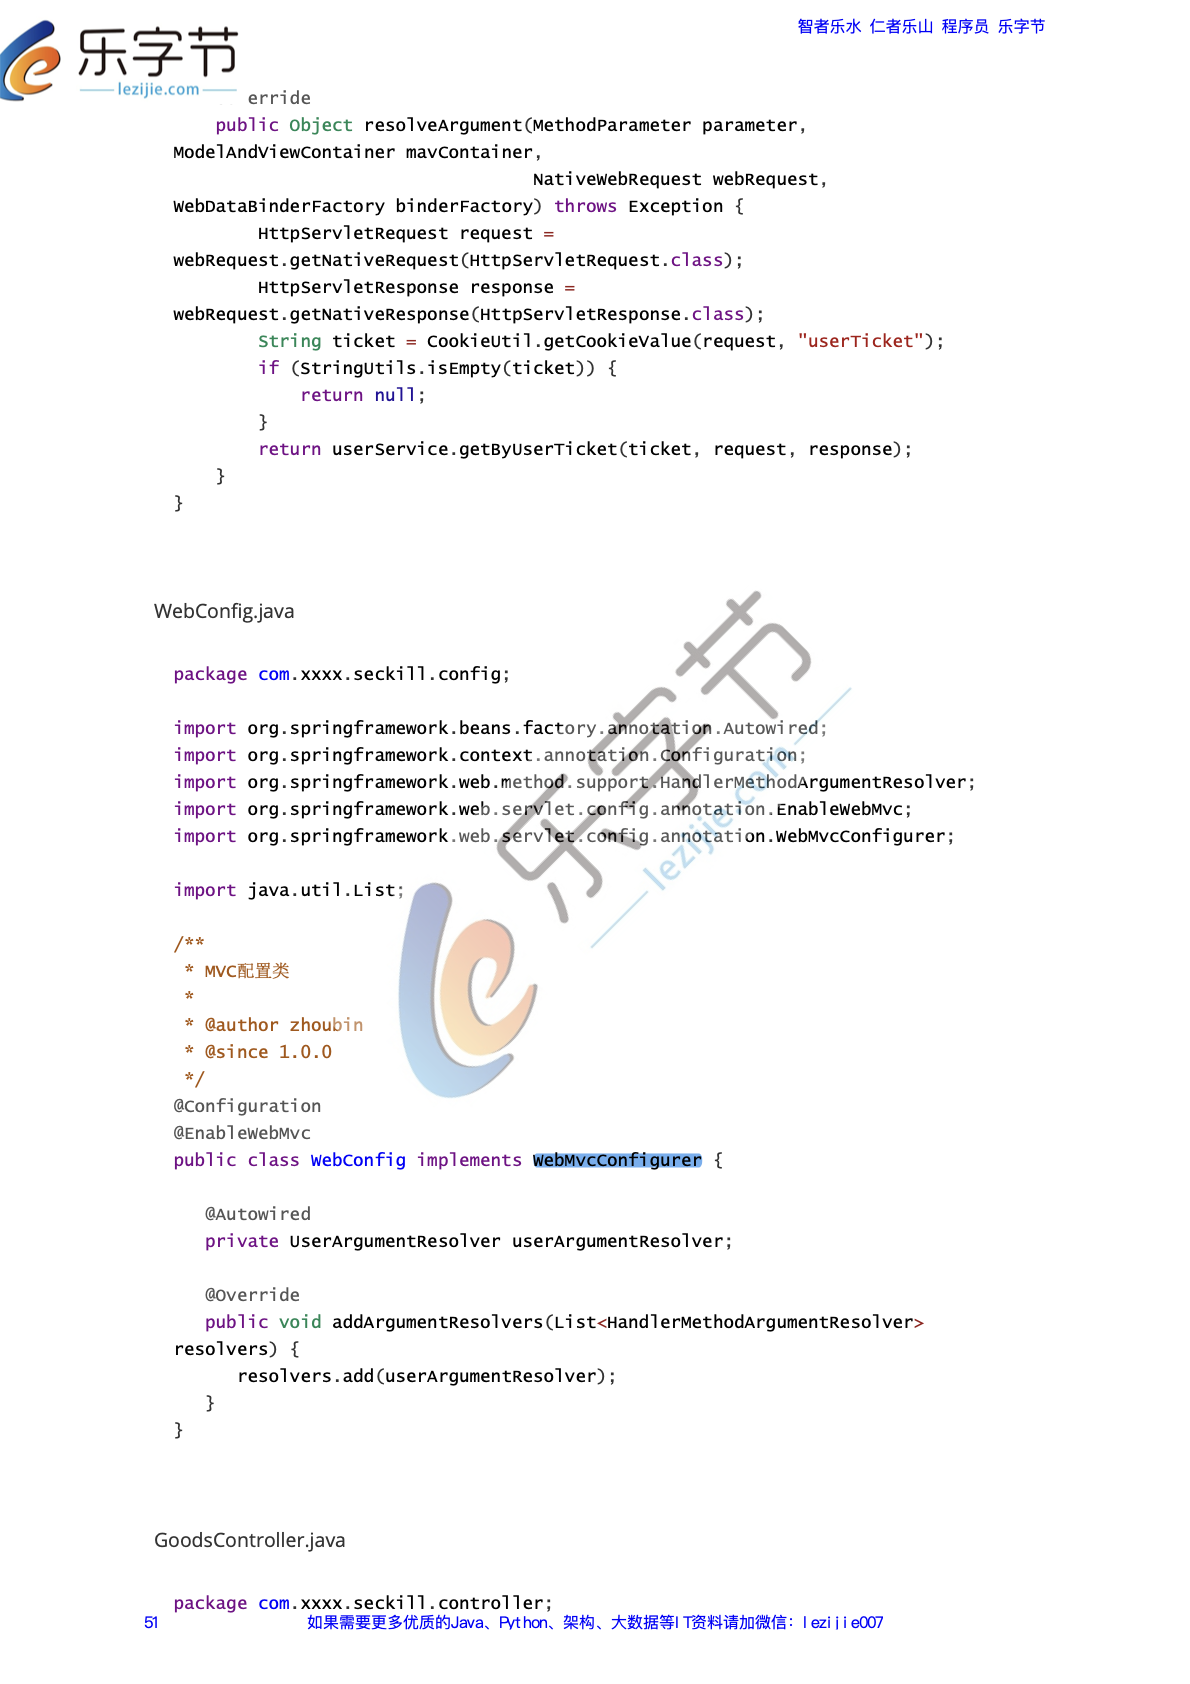 智者乐水 仁者乐山 程序员 乐字节
乐字节
lezijie.com
erride
public Object resolveArgument(MethodParameter parameter,
ModelAndViewContainer mavContainer,
NativeWebRequest webRequest,
WebDataBinderFactory binderFactory) throws Exception {
HttpServletRequest request =
webRequest.getNativeRequest(HttpServletRequest.class);
HttpServletResponse response =
webRequest.getNativeResponse(HttpServletResponse.class);
String ticket = CookieUtil.getCookieValue(request, "userTicket");
if (StringUtils.isEmpty(ticket)) {
return null;
}
return userService.getByUserTicket(ticket, request, response);
}
}
WebConfig.java
package com.xxxx.seckill.config;
import org.springframework.beans.factory.annotation.Autowired;
import org.springframework.context.annotation.Configuration;
import org.springframework.web.method.support.HandlerMethodArgumentResolver;
import org.springframework.web.servlet.config.annotation.EnableWebMvc;
import org.springframework.web.servlet.config.annotation.WebMvcConfigurer;
import java.util.List;
/**
* MVC配置类
*
* @author zhoubin
* @since 1.0.0
*/
@Configuration
@EnableWebMvc
public class WebConfig implements WebMvcConfigurer {
@Autowired
private UserArgumentResolver userArgumentResolver;
@Override
public void addArgumentResolvers(List<HandlerMethodArgumentResolver>
resolvers) {
resolvers.add(userArgumentResolver);
}
}
乐字节
lezijie.com
GoodsController.java
package com.xxxx.seckill.controller;
51 如果需要更多优质的Java、Python、架构、大数据等IT资料请加微信：lezijie007